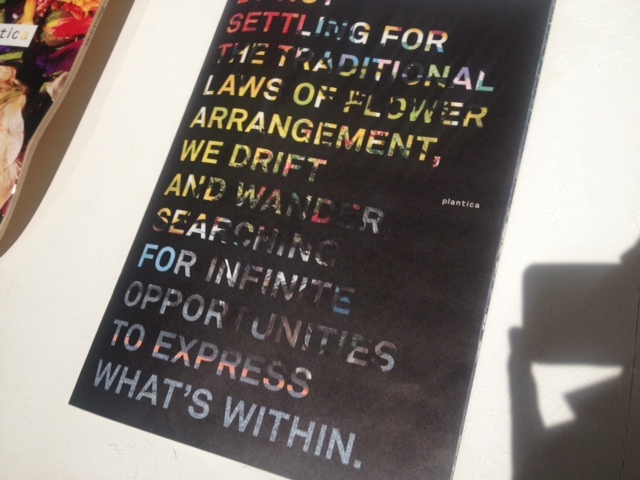 SETTLING FOR
THE TRADITIONAL
LAWS OF FLOWER
ARRANGEMENT,
WE DRIFT
AND WANDER
SEARCHING
FOR INFINITE
OPPORTUNITIES
TO EXPRESS
WHAT'S WITHIN.
plantica
tica